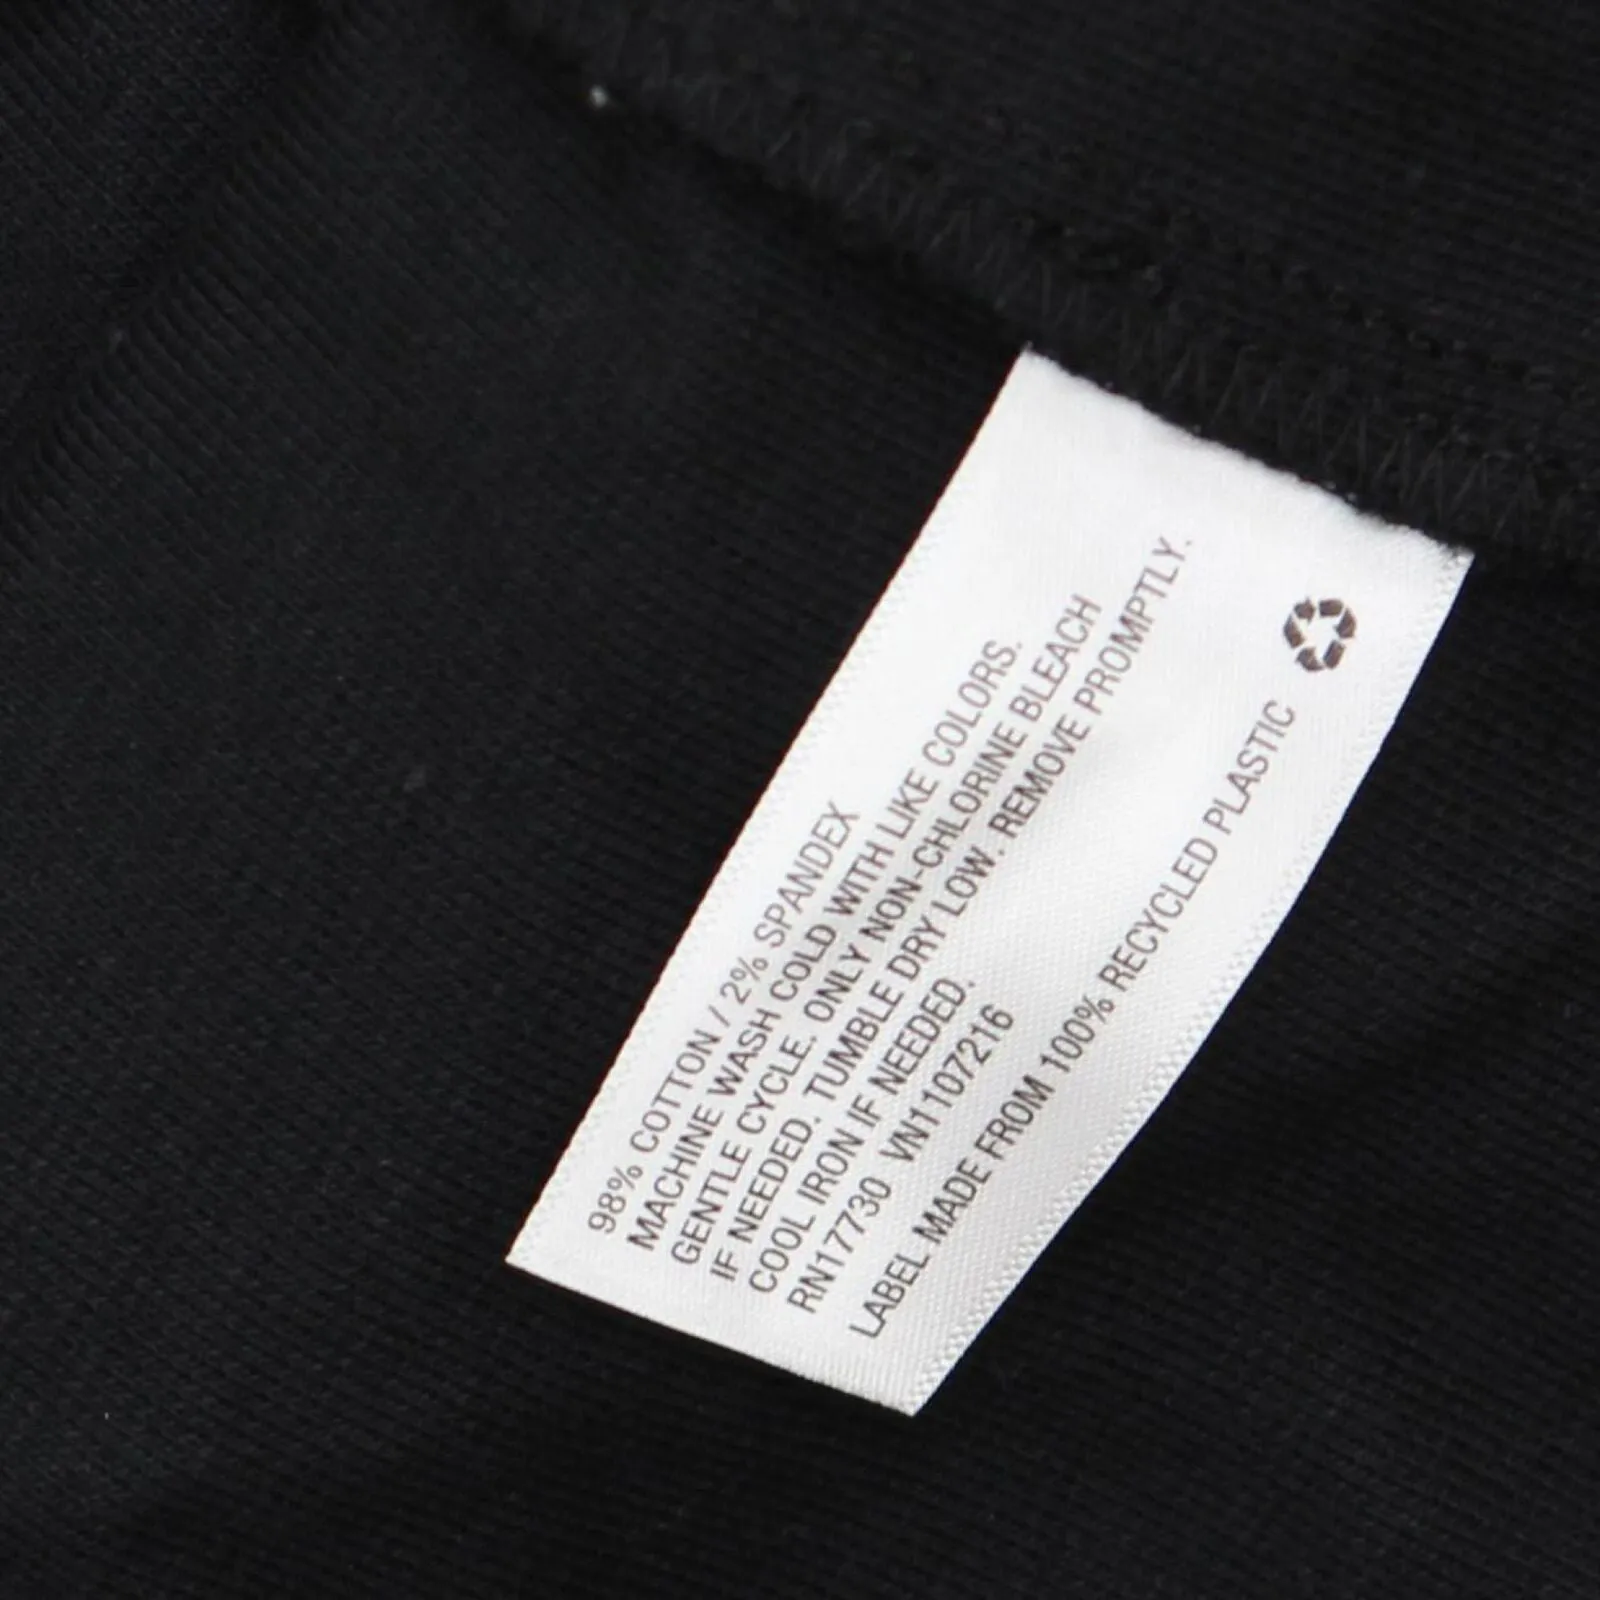 98% COTTON / 2% SPANDEX
MACHINE WASH COLD WITH LIKE COLORS.
GENTLE CYCLE. ONLY NON-CHLORINE BLEACH
IF NEEDED. TUMBLE DRY LOW. REMOVE PROMPTLY.
COOL IRON IF NEEDED.
RN17730 VN1107216
LABEL MADE FROM 100% RECYCLED PLASTIC